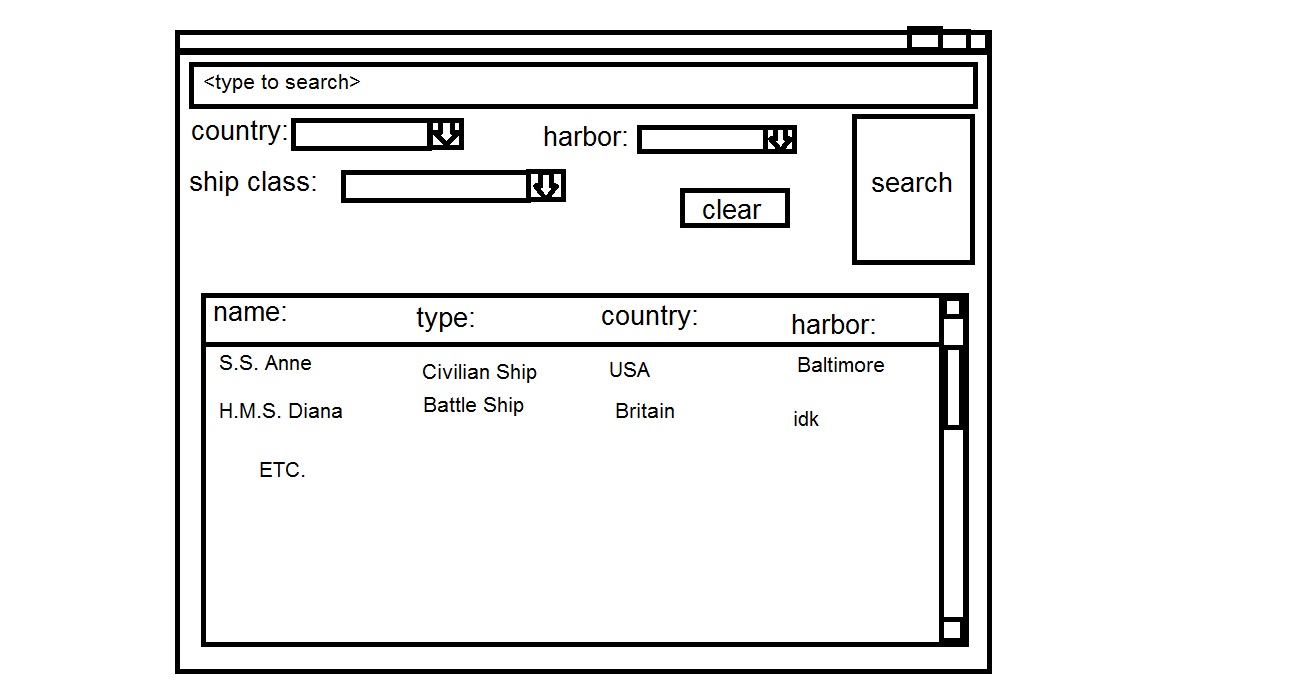 <type to search>
country:
harbor:
ship class:
search
clear
name: type: country: harbor:
S.S. Anne Civilian Ship USA Baltimore
H.M.S. Diana Battle Ship Britain idk
ETC.